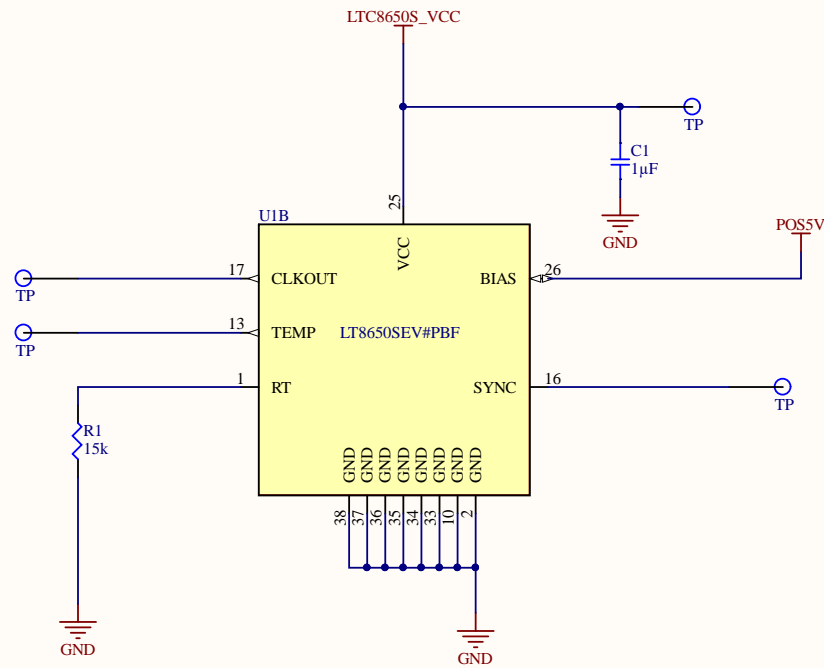 LTC8650S_VCC
TP
C1
1µF
GND
POS5V
25
U1B
VCC
17
CLKOUT
BIAS
26
TP
13
TEMP
LT8650SEV#PBF
TP
1
RT
SYNC
16
TP
R1
15k
GND
GND
GND
GND
GND
GND
GND
GND
38
37
36
35
34
33
10
2
GND
GND